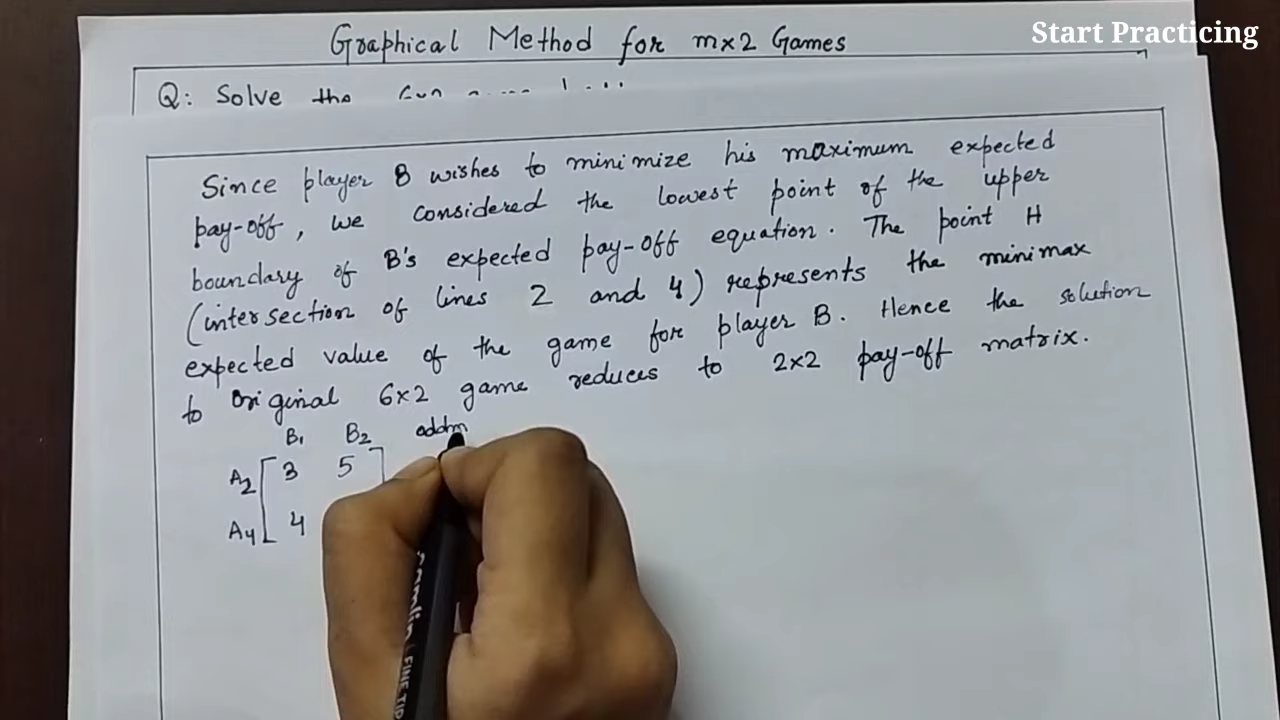 Graphical Method for m×2 Games
Start Practicing
Q: Solve the
Since player B wishes to minimize his maximum expected
pay-off, we considered the lowest point of the upper
boundary of B's expected pay-off equation. The point H
(intersection of lines 2 and 4) represents the minimax
expected value of the game for player B. Hence the solution
to original 6×2 game reduces to 2×2 pay-off matrix.
B1 B2 oddm
A2 [ 3 5 ]
A4 [ 4